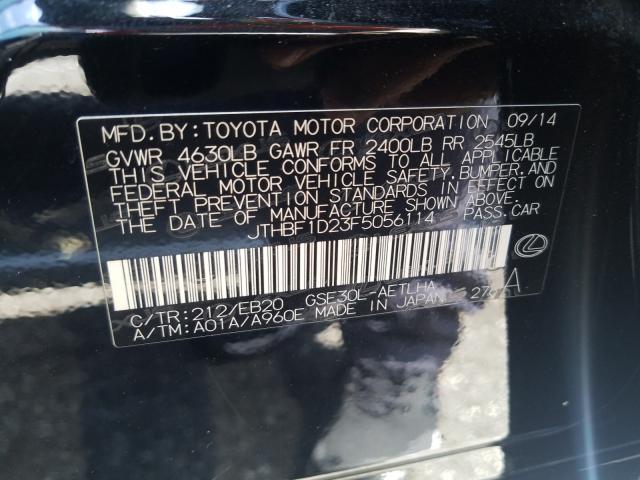 MFD. BY: TOYOTA MOTOR CORPORATION 09/14
GVWR 4630LB GAWR FR 2400LB RR 2545LB
THIS VEHICLE CONFORMS TO ALL APPLICABLE
FEDERAL MOTOR VEHICLE SAFETY, BUMPER, AND
THEFT PREVENTION STANDARDS IN EFFECT ON
THE DATE OF MANUFACTURE SHOWN ABOVE.
JTHBF1D23F5056114 PASS. CAR
C/TR: 212/EB20 GSE30L-AETLHA
A/TM: A01A/A960E MADE IN JAPAN A